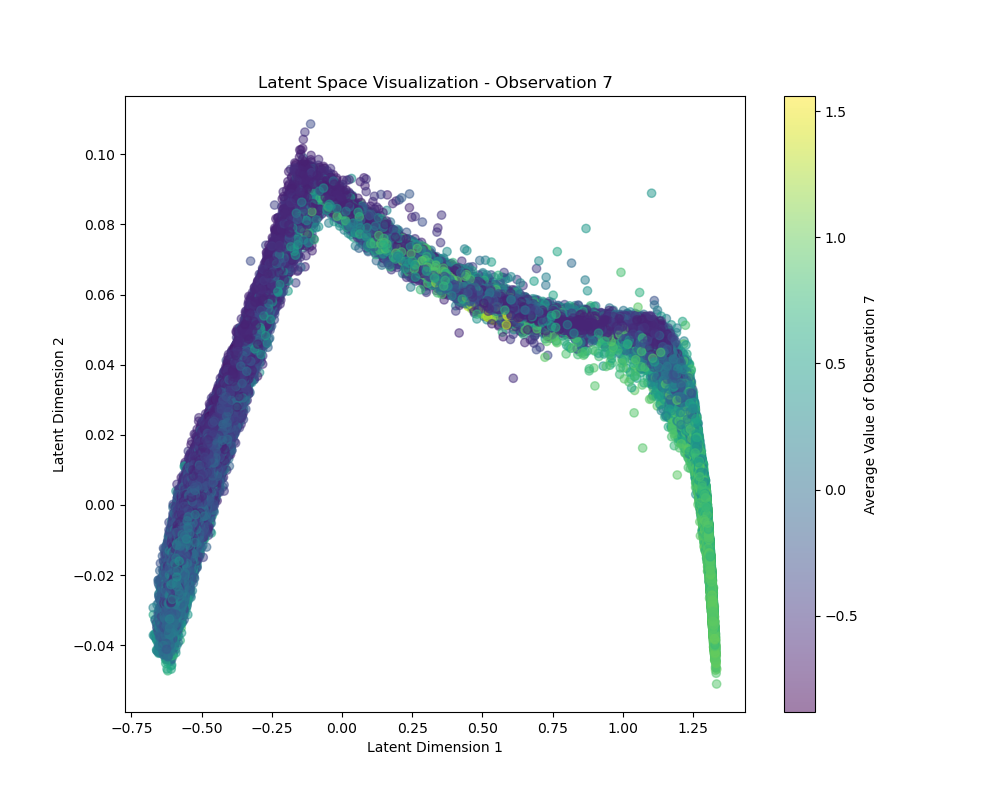 Latent Space Visualization - Observation 7
Latent Dimension 2
0.10
0.08
0.06
0.04
0.02
0.00
−0.02
−0.04
−0.75 −0.50 −0.25 0.00 0.25 0.50 0.75 1.00 1.25
Latent Dimension 1
1.5
1.0
0.5
0.0
−0.5
Average Value of Observation 7